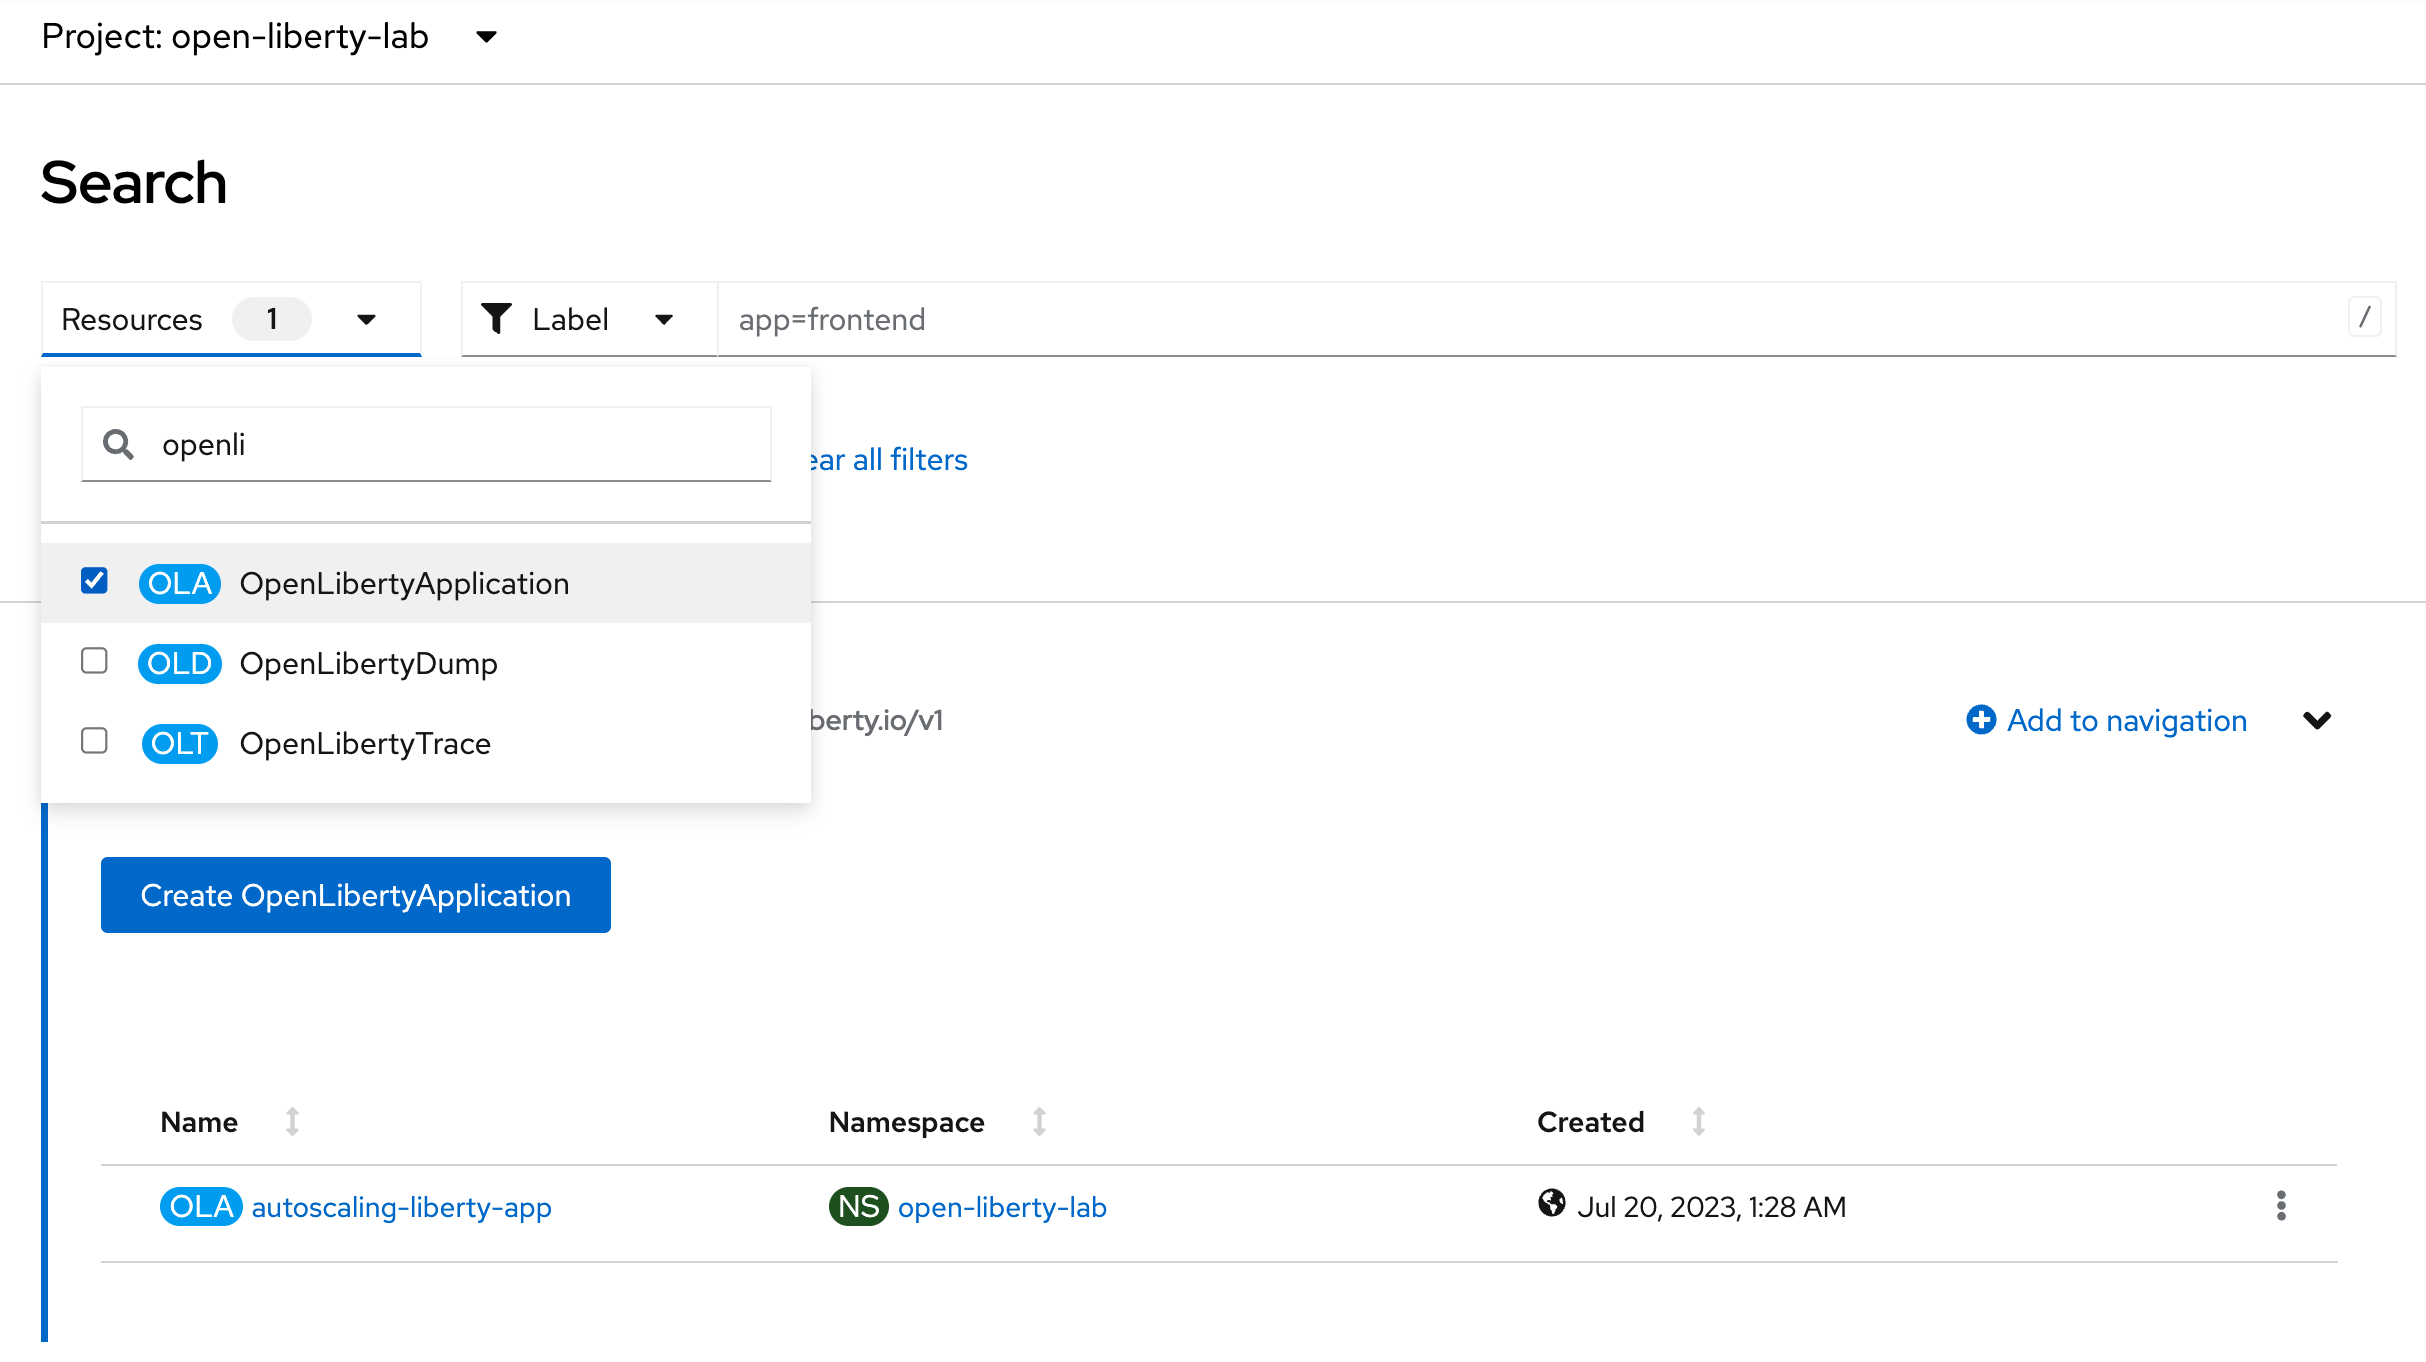 Project: open-liberty-lab
Search
Resources 1
Label
app=frontend
/
openli
ear all filters
OLA OpenLibertyApplication
OLD OpenLibertyDump
OLT OpenLibertyTrace
berty.io/v1
Add to navigation
Create OpenLibertyApplication
Name Namespace Created
OLA autoscaling-liberty-app NS open-liberty-lab Jul 20, 2023, 1:28 AM